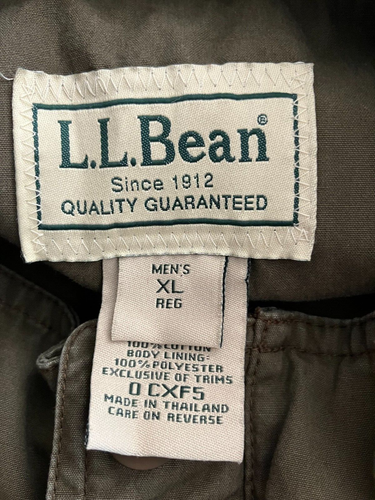 L.L.Bean®
Since 1912
QUALITY GUARANTEED
MEN'S
XL
REG
100% COTTON
BODY LINING:
100% POLYESTER
EXCLUSIVE OF TRIMS
0 CXF5
MADE IN THAILAND
CARE ON REVERSE